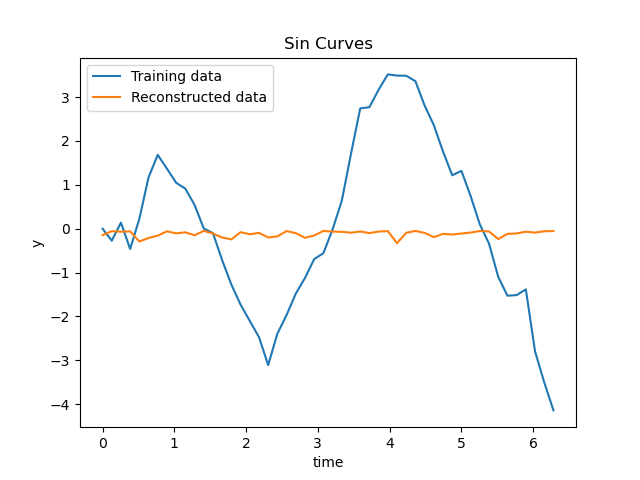 Sin Curves
Training data
Reconstructed data
3
2
1
0
−1
−2
−3
−4
y
0 1 2 3 4 5 6
time